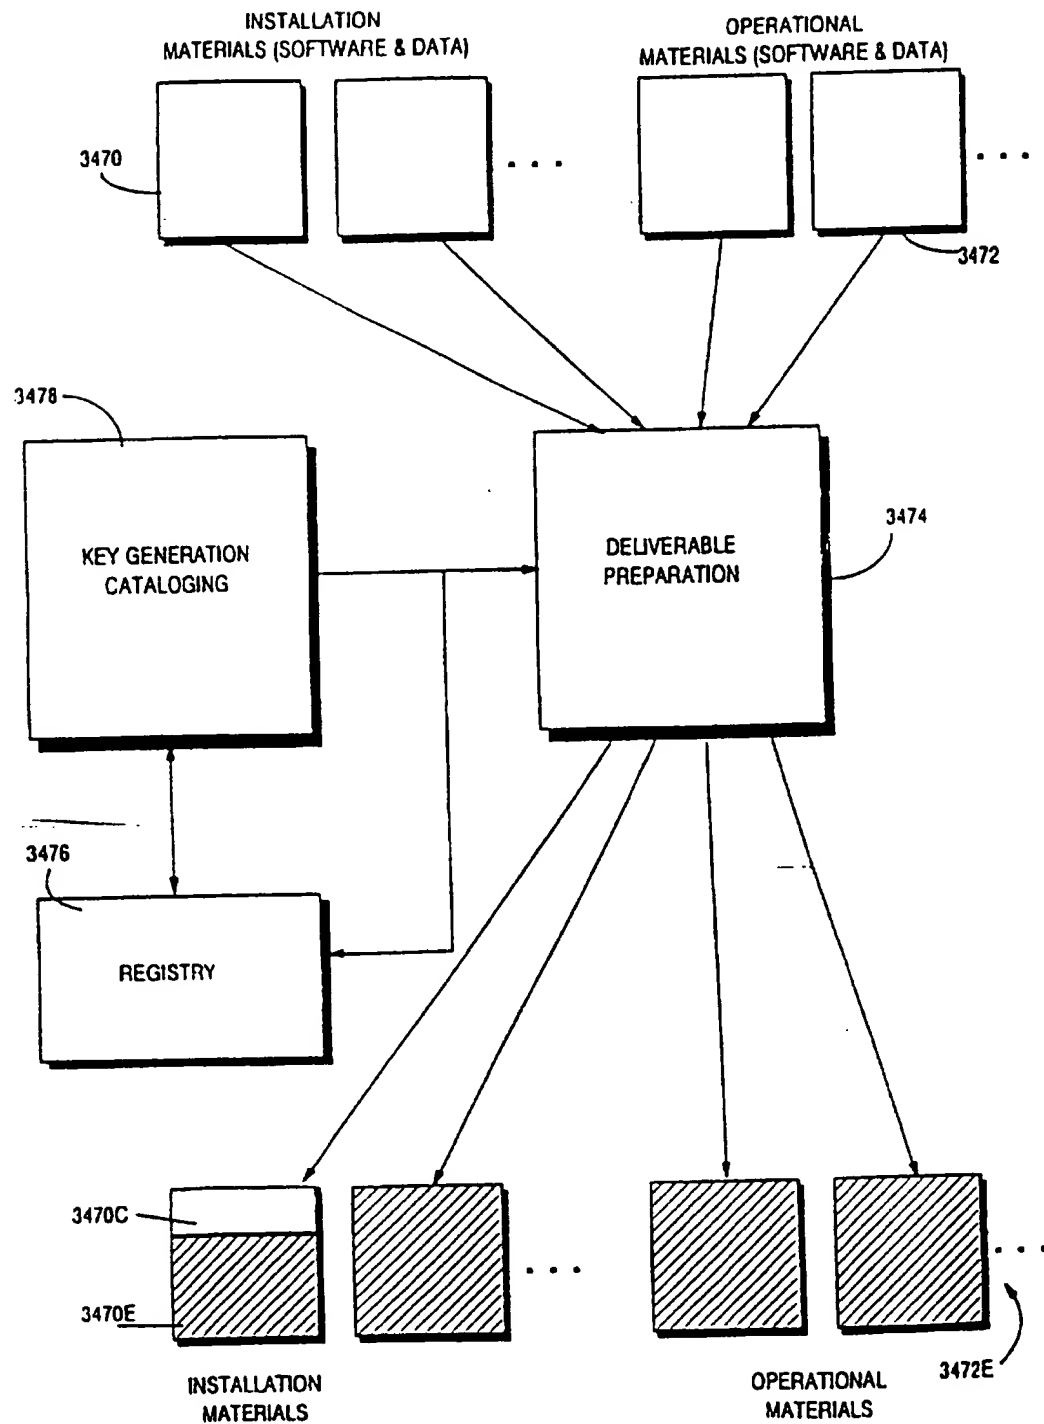 INSTALLATION
MATERIALS (SOFTWARE & DATA)
OPERATIONAL
MATERIALS (SOFTWARE & DATA)
3470
3472
3478
KEY GENERATION
CATALOGING
DELIVERABLE
PREPARATION
3474
3476
REGISTRY
3470C
3470E
3472E
INSTALLATION
MATERIALS
OPERATIONAL
MATERIALS